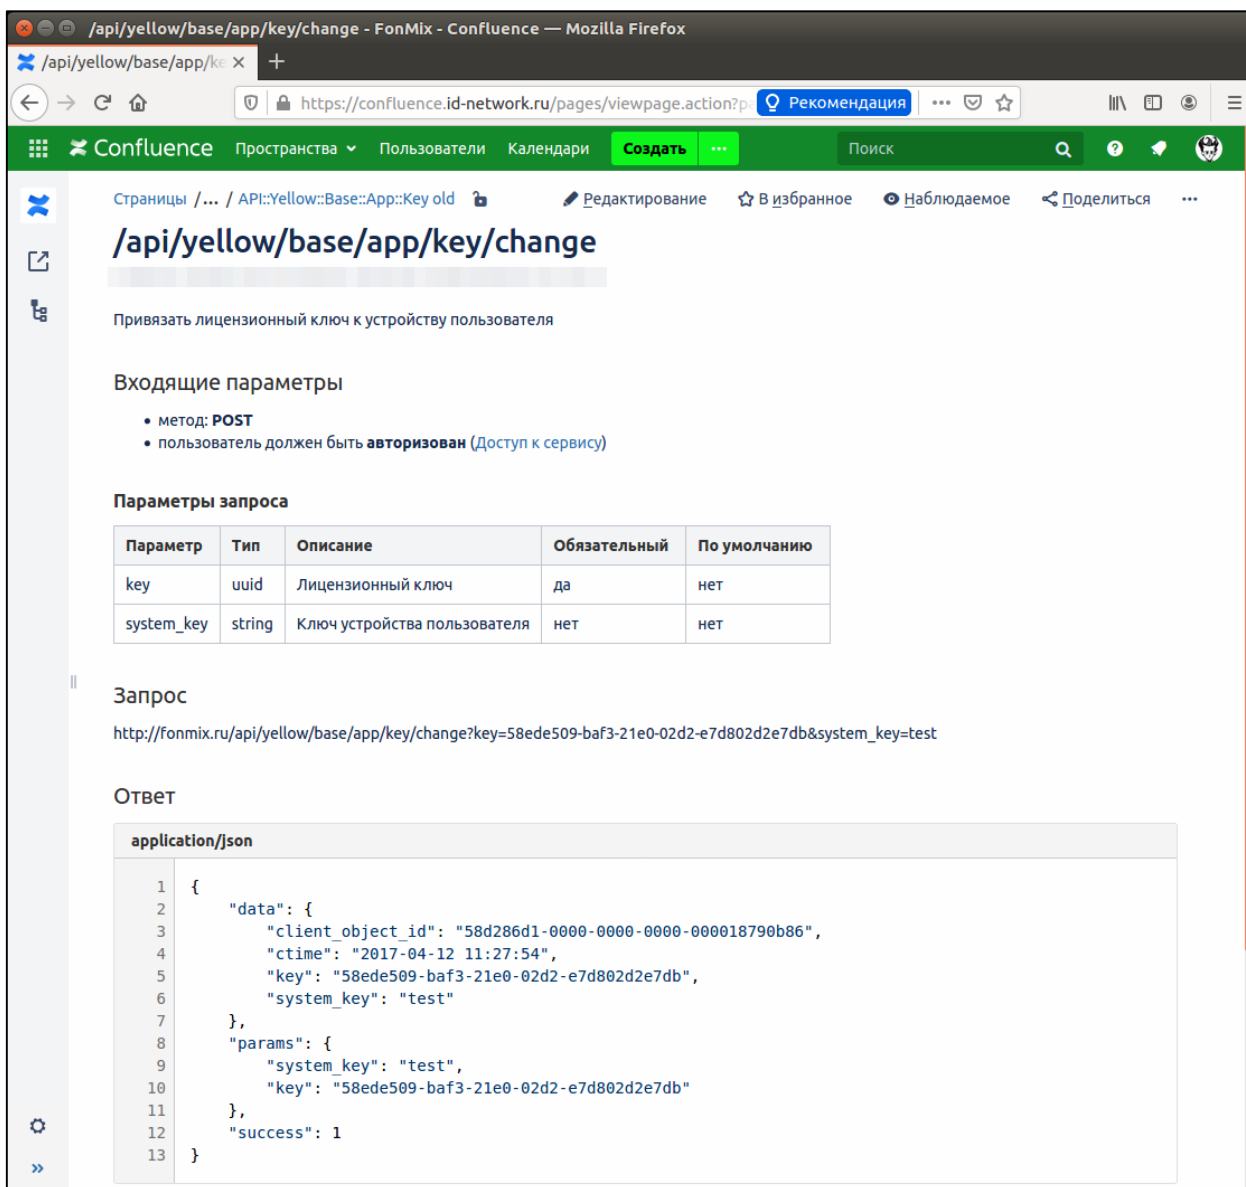 /api/yellow/base/app/key/change - FonMix - Confluence — Mozilla Firefox
/api/yellow/base/app/ke
https://confluence.id-network.ru/pages/viewpage.action?p Рекомендация
Confluence Пространства Пользователи Календари Создать Поиск
Страницы /... / API::Yellow::Base::App::Key old Редактирование В избранное Наблюдаемое Поделиться
/api/yellow/base/app/key/change
Привязать лицензионный ключ к устройству пользователя
Входящие параметры
• метод: POST
• пользователь должен быть авторизован (Доступ к сервису)
Параметры запроса
Параметр Тип Описание Обязательный По умолчанию
key uuid Лицензионный ключ да нет
system_key string Ключ устройства пользователя нет нет
Запрос
http://fonmix.ru/api/yellow/base/app/key/change?key=58ede509-baf3-21e0-02d2-e7d802d2e7db&system_key=test
Ответ
application/json
1 {
2 "data": {
3 "client_object_id": "58d286d1-0000-0000-0000-000018790b86",
4 "ctime": "2017-04-12 11:27:54",
5 "key": "58ede509-baf3-21e0-02d2-e7d802d2e7db",
6 "system_key": "test"
7 },
8 "params": {
9 "system_key": "test",
10 "key": "58ede509-baf3-21e0-02d2-e7d802d2e7db"
11 },
12 "success": 1
13 }